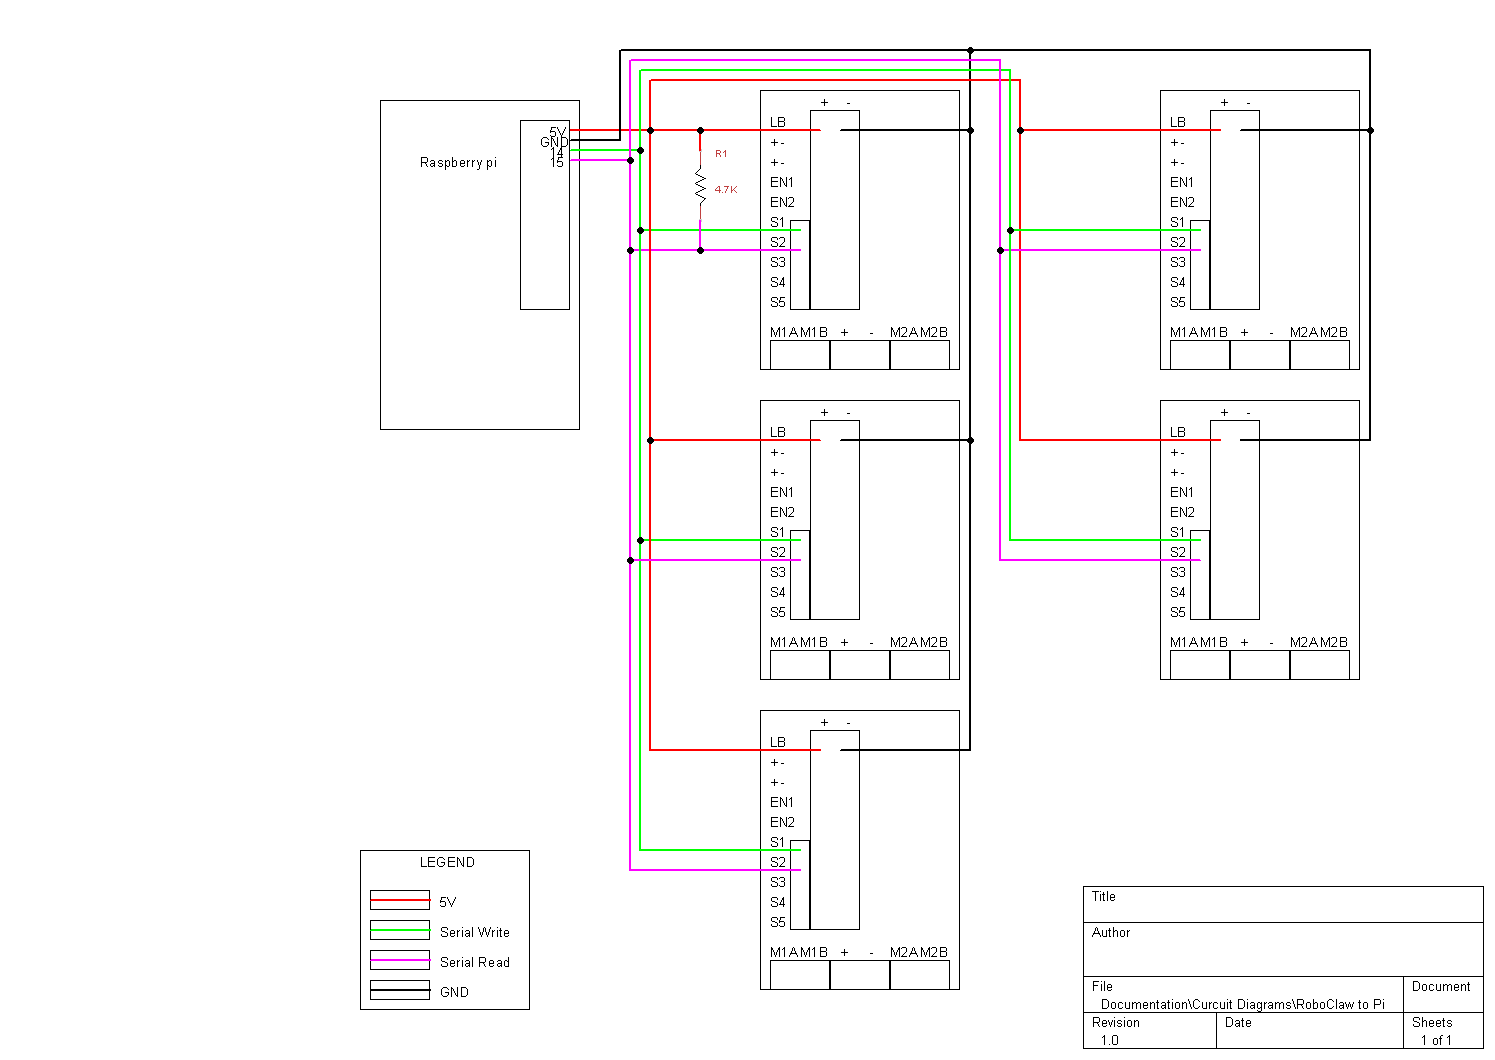 Raspberry pi
5V
GND
14
15
R1
4.7K
+ -
LB
+-
+-
EN1
EN2
S1
S2
S3
S4
S5
M1A M1B + - M2A M2B
+ -
LB
+-
+-
EN1
EN2
S1
S2
S3
S4
S5
M1A M1B + - M2A M2B
+ -
LB
+-
+-
EN1
EN2
S1
S2
S3
S4
S5
M1A M1B + - M2A M2B
+ -
LB
+-
+-
EN1
EN2
S1
S2
S3
S4
S5
M1A M1B + - M2A M2B
+ -
LB
+-
+-
EN1
EN2
S1
S2
S3
S4
S5
M1A M1B + - M2A M2B
LEGEND
5V
Serial Write
Serial Read
GND
Title
Author
File
Documentation\Curcuit Diagrams\RoboClaw to Pi
Document
Revision
1.0
Date
Sheets
1 of 1